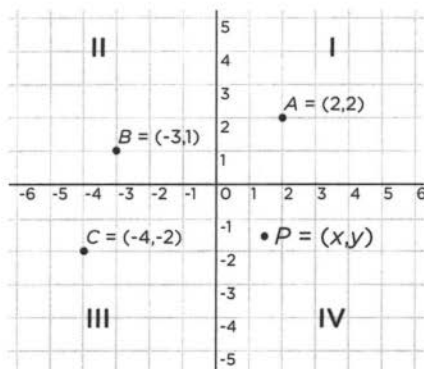 5
II
I
4
3
A = (2,2)
2
B = (-3,1)
1
-6 -5 -4 -3 -2 -1 0 1 2 3 4 5 6
-1
C = (-4,-2)
P = (x,y)
-2
-3
III
IV
-4
-5